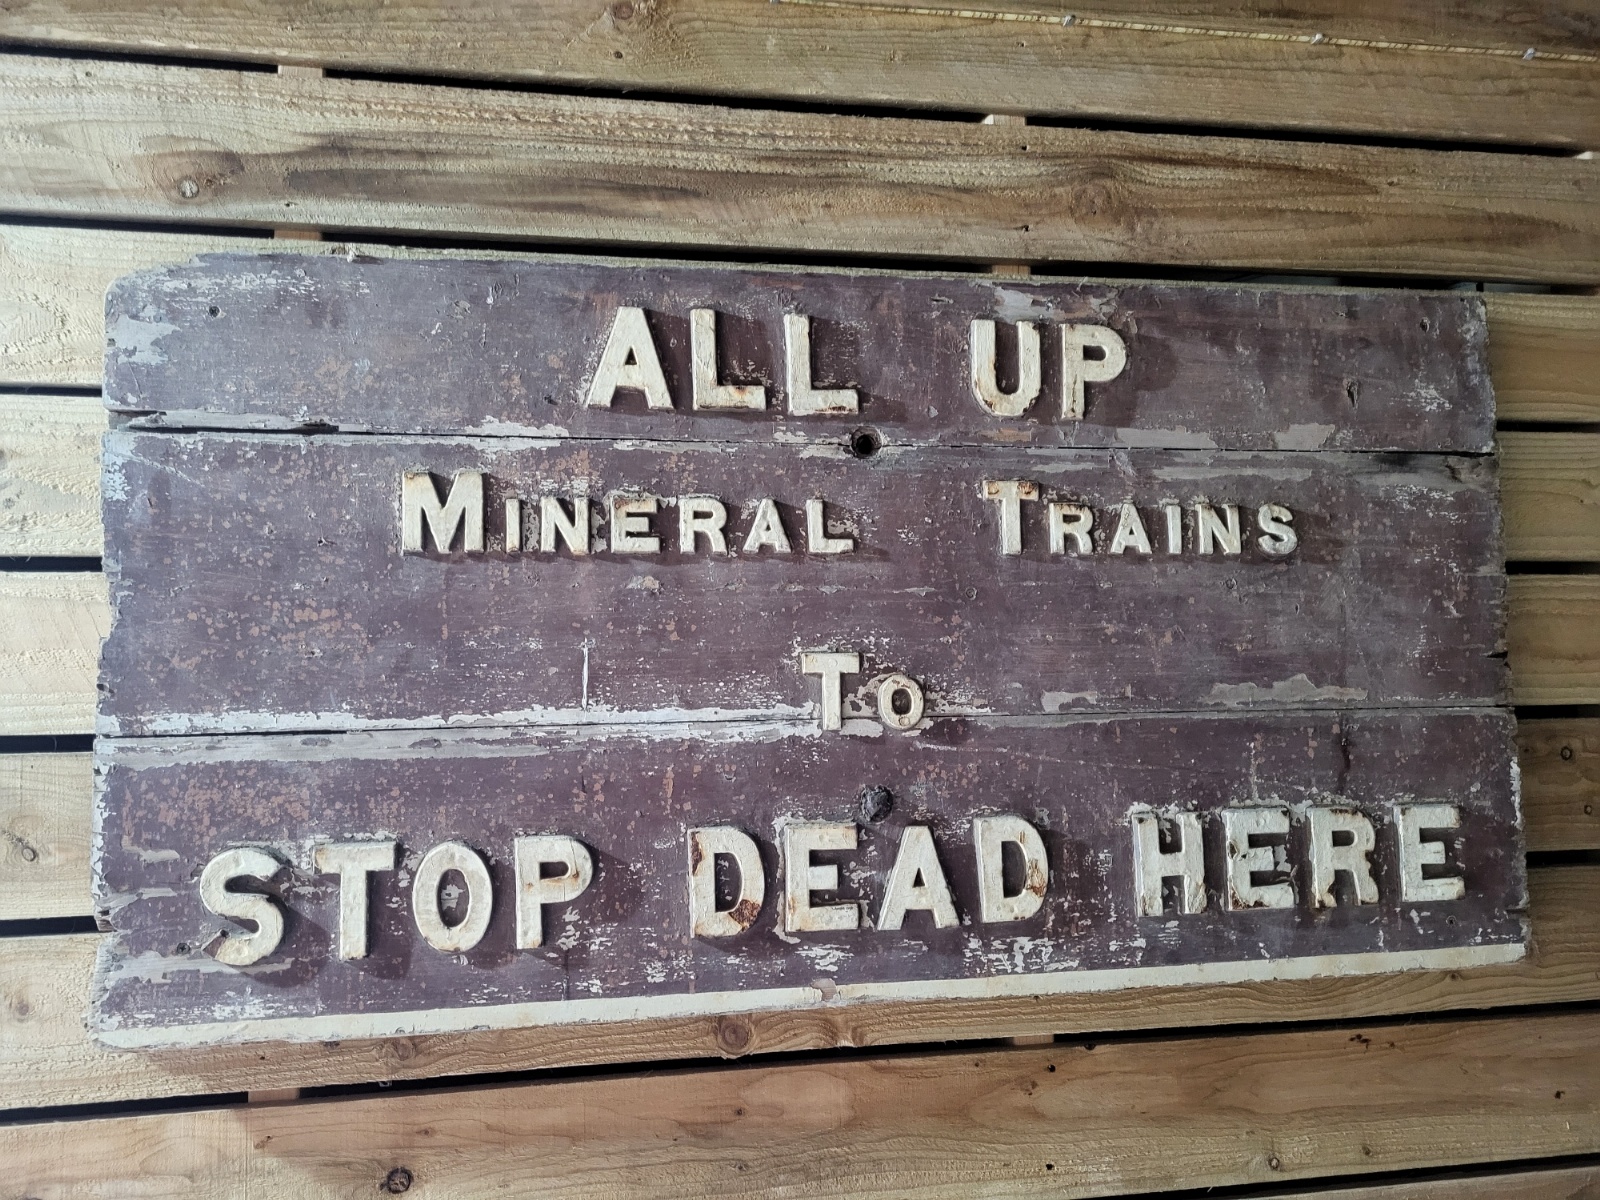 ALL UP
MINERAL TRAINS
TO
STOP DEAD HERE